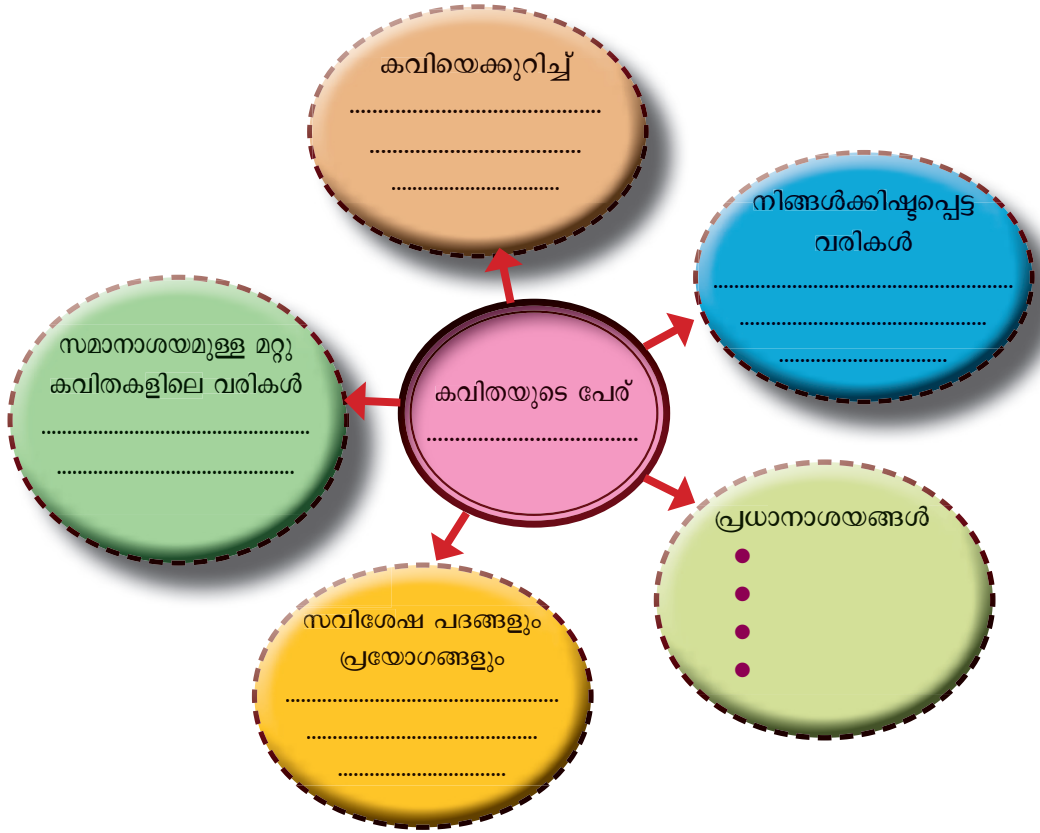 കവിയെക്കുറിച്ച്
............................................
.....................................
..............................
നിങ്ങൾക്കിഷ്ടപ്പെട്ട
വരികൾ
.....................................................
............................................
..............................
സമാനാശയമുള്ള മറ്റു
കവിതകളിലെ വരികൾ
................................................
...........................................
കവിതയുടെ പേര്
......................................
പ്രധാനാശയങ്ങൾ
•
•
•
•
സവിശേഷ പദങ്ങളും
പ്രയോഗങ്ങളും
.................................................
.........................................
..............................